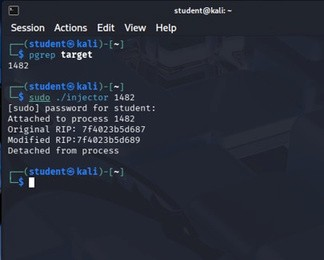 student@kali: ~
Session Actions Edit View Help
┌──(student㉿kali)-[~]
└─$ pgrep target
1482
┌──(student㉿kali)-[~]
└─$ sudo ./injector 1482
[sudo] password for student:
Attached to process 1482
Original RIP: 7f4023b5d687
Modified RIP:7f4023b5d689
Detached from process
┌──(student㉿kali)-[~]
└─$